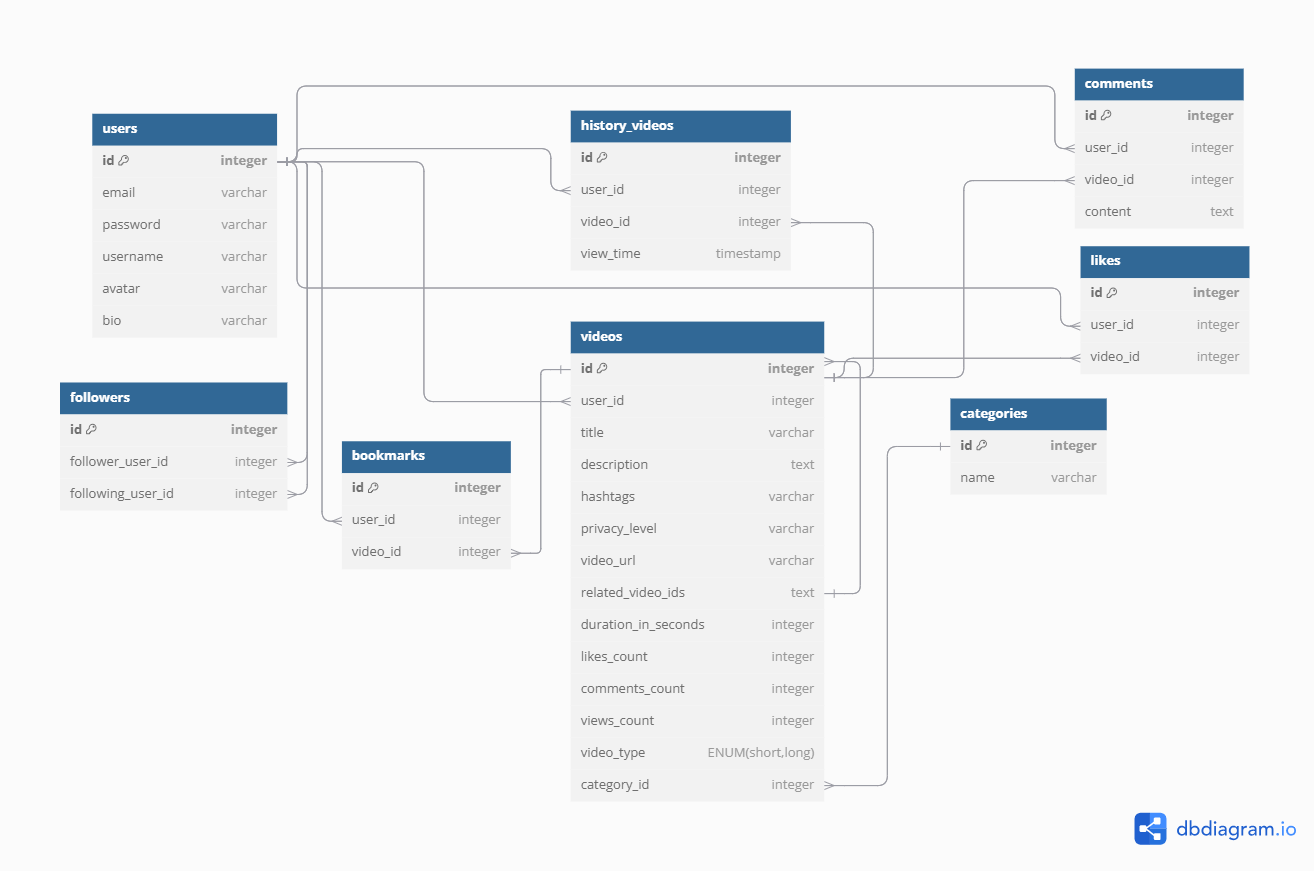 users
id integer
email varchar
password varchar
username varchar
avatar varchar
bio varchar
followers
id integer
follower_user_id integer
following_user_id integer
bookmarks
id integer
user_id integer
video_id integer
history_videos
id integer
user_id integer
video_id integer
view_time timestamp
videos
id integer
user_id integer
title varchar
description text
hashtags varchar
privacy_level varchar
video_url varchar
related_video_ids text
duration_in_seconds integer
likes_count integer
comments_count integer
views_count integer
video_type ENUM(short,long)
category_id integer
comments
id integer
user_id integer
video_id integer
content text
likes
id integer
user_id integer
video_id integer
categories
id integer
name varchar
dbdiagram.io